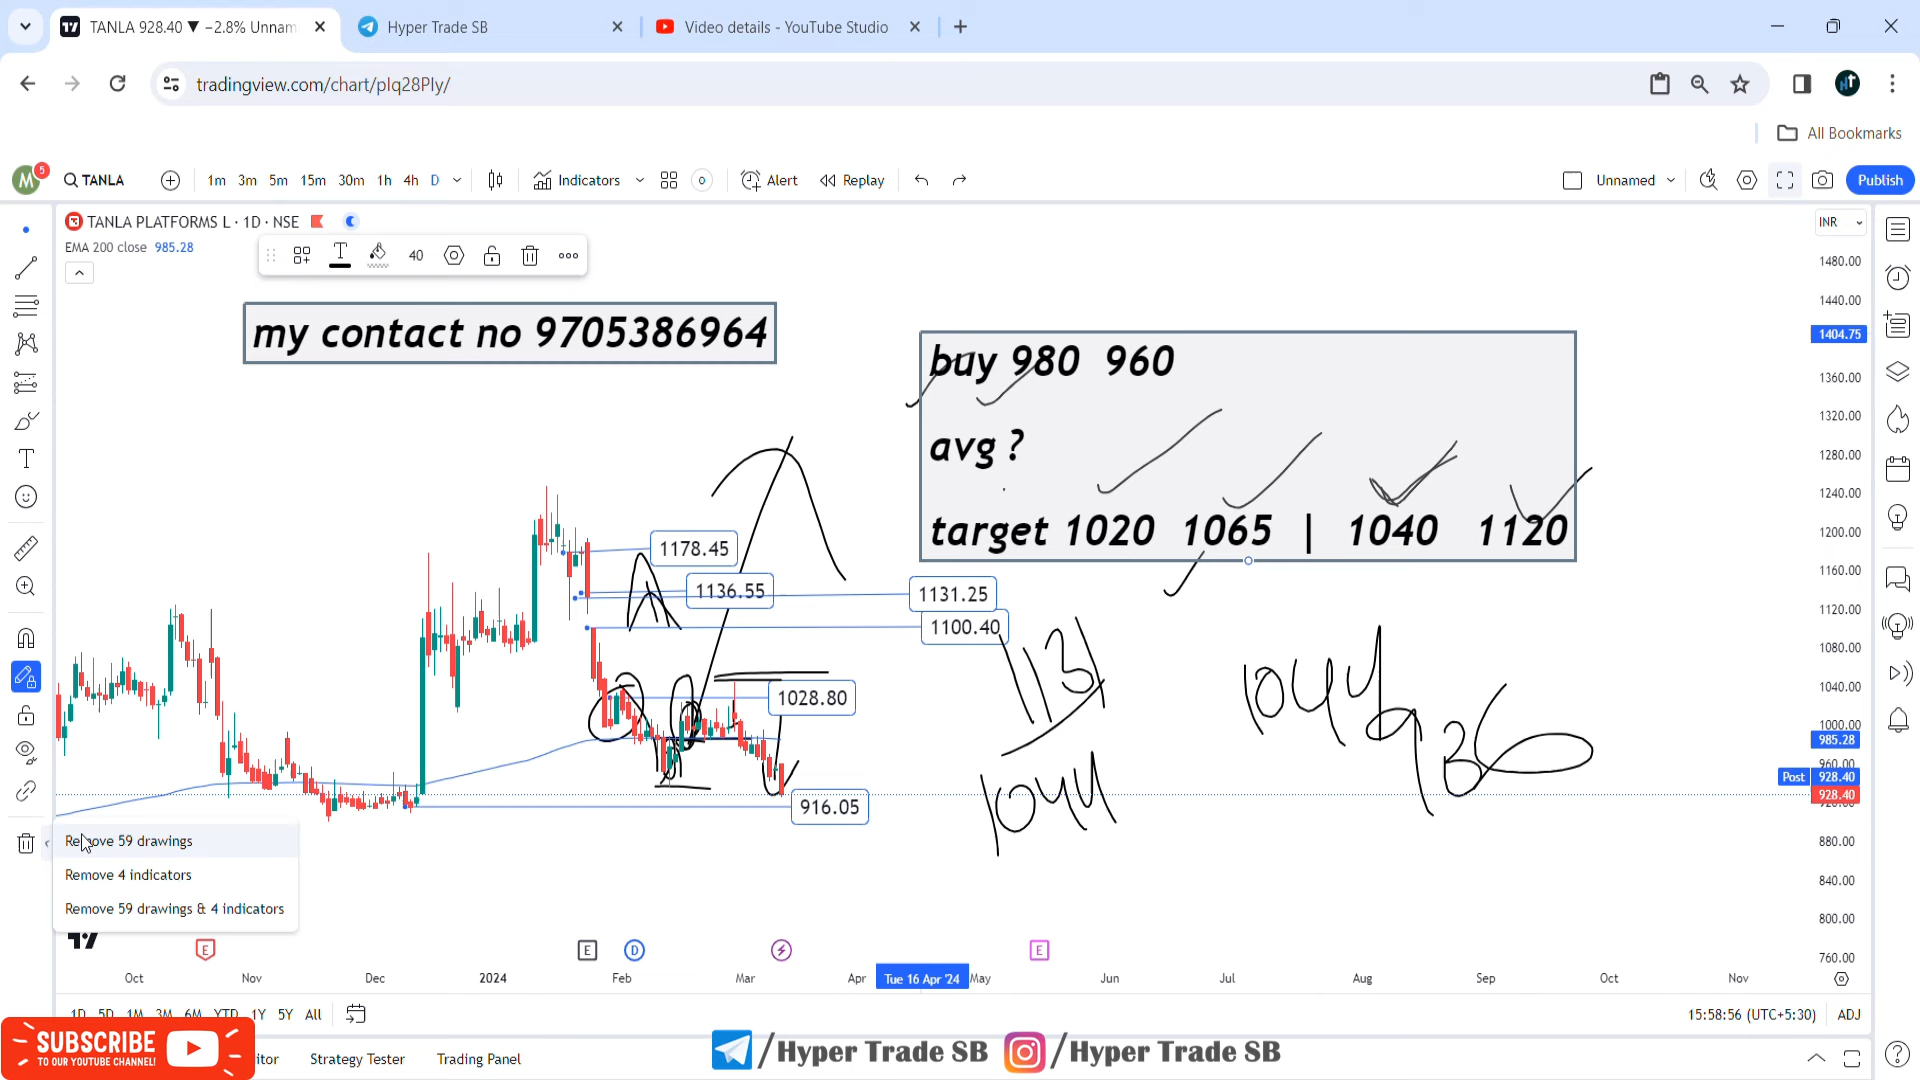 TANLA 928.40 ▼ −2.8% Unnam
Hyper Trade SB
Video details - YouTube Studio
tradingview.com/chart/pIq28PIy/
All Bookmarks
M 5
TANLA
1m 3m 5m 15m 30m 1h 4h D
Indicators
Alert
Replay
Unnamed
Publish
TANLA PLATFORMS L · 1D · NSE
INR
EMA 200 close 985.28
40
my contact no 9705386964
buy 980 960
avg ?
target 1020 1065 | 1040 1120
1480.00
1440.00
1404.75
1360.00
1320.00
1280.00
1240.00
1200.00
1160.00
1120.00
1080.00
1040.00
1000.00
985.28
960.00
Post 928.40
928.40
880.00
840.00
800.00
760.00
1178.45
1136.55
1131.25
1100.40
1028.80
916.05
1131
1044
1044
926
Remove 59 drawings
Remove 4 indicators
Remove 59 drawings & 4 indicators
E E D E
Oct Nov Dec 2024 Feb Mar Apr Tue 16 Apr '24 May Jun Jul Aug Sep Oct Nov
1D 5D 1M 3M 6M YTD 1Y 5Y All
15:58:56 (UTC+5:30) ADJ
SUBSCRIBE
TO OUR YOUTUBE CHANNEL!
itor
Strategy Tester
Trading Panel
/Hyper Trade SB
/Hyper Trade SB